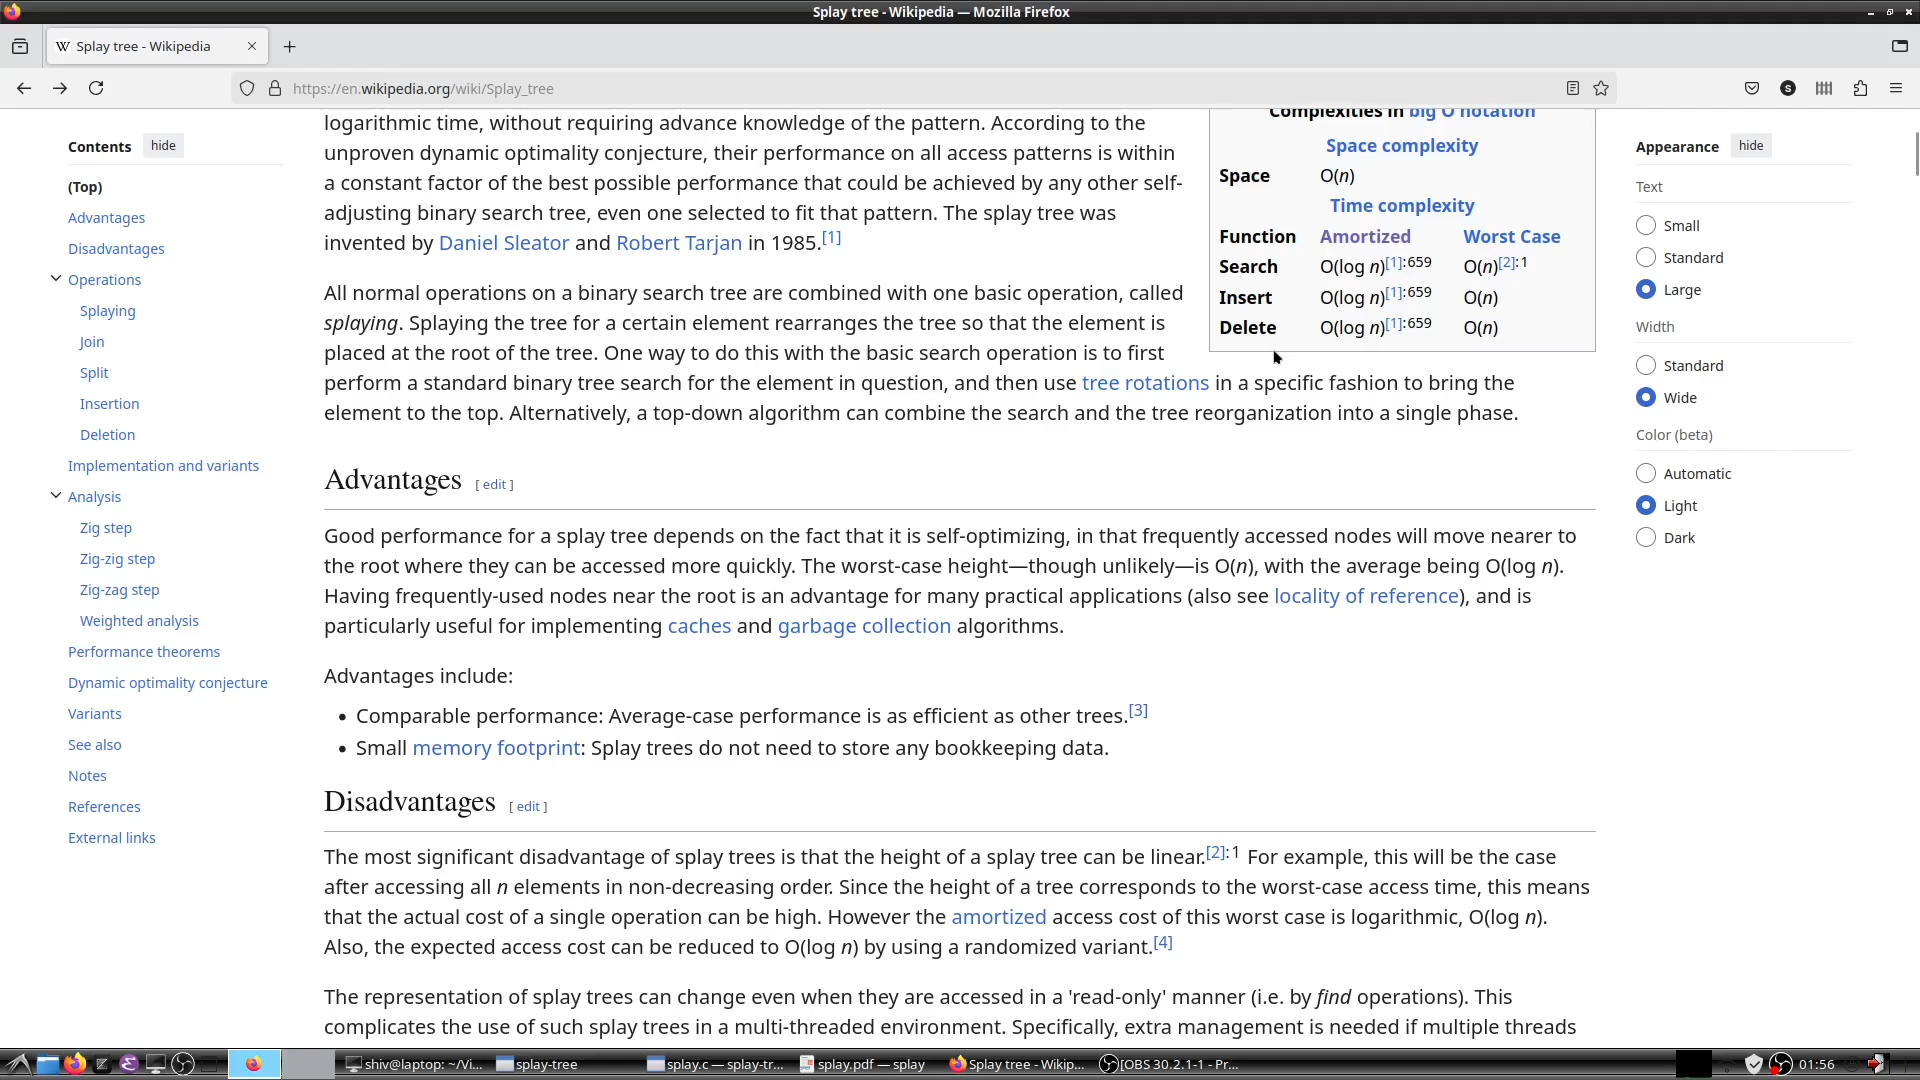 Splay tree - Wikipedia — Mozilla Firefox
Splay tree - Wikipedia
https://en.wikipedia.org/wiki/Splay_tree
Contents hide
(Top)
Advantages
Disadvantages
Operations
Splaying
Join
Split
Insertion
Deletion
Implementation and variants
Analysis
Zig step
Zig-zig step
Zig-zag step
Weighted analysis
Performance theorems
Dynamic optimality conjecture
Variants
See also
Notes
References
External links
logarithmic time, without requiring advance knowledge of the pattern. According to the
unproven dynamic optimality conjecture, their performance on all access patterns is within
a constant factor of the best possible performance that could be achieved by any other self-
adjusting binary search tree, even one selected to fit that pattern. The splay tree was
invented by Daniel Sleator and Robert Tarjan in 1985.[1]
All normal operations on a binary search tree are combined with one basic operation, called
splaying. Splaying the tree for a certain element rearranges the tree so that the element is
placed at the root of the tree. One way to do this with the basic search operation is to first
perform a standard binary tree search for the element in question, and then use tree rotations in a specific fashion to bring the
element to the top. Alternatively, a top-down algorithm can combine the search and the tree reorganization into a single phase.
Complexities in big O notation
Space complexity
Space O(n)
Time complexity
Function Amortized Worst Case
Search O(log n)[1]:659 O(n)[2]:1
Insert O(log n)[1]:659 O(n)
Delete O(log n)[1]:659 O(n)
Advantages [ edit ]
Good performance for a splay tree depends on the fact that it is self-optimizing, in that frequently accessed nodes will move nearer to
the root where they can be accessed more quickly. The worst-case height—though unlikely—is O(n), with the average being O(log n).
Having frequently-used nodes near the root is an advantage for many practical applications (also see locality of reference), and is
particularly useful for implementing caches and garbage collection algorithms.
Advantages include:
• Comparable performance: Average-case performance is as efficient as other trees.[3]
• Small memory footprint: Splay trees do not need to store any bookkeeping data.
Disadvantages [ edit ]
The most significant disadvantage of splay trees is that the height of a splay tree can be linear.[2]:1 For example, this will be the case
after accessing all n elements in non-decreasing order. Since the height of a tree corresponds to the worst-case access time, this means
that the actual cost of a single operation can be high. However the amortized access cost of this worst case is logarithmic, O(log n).
Also, the expected access cost can be reduced to O(log n) by using a randomized variant.[4]
The representation of splay trees can change even when they are accessed in a 'read-only' manner (i.e. by find operations). This
complicates the use of such splay trees in a multi-threaded environment. Specifically, extra management is needed if multiple threads
Appearance hide
Text
Small
Standard
Large
Width
Standard
Wide
Color (beta)
Automatic
Light
Dark
shiv@laptop: ~/Vi...
splay-tree
splay.c — splay-tr...
splay.pdf — splay
Splay tree - Wikip...
[OBS 30.2.1-1 - Pr...
01:56